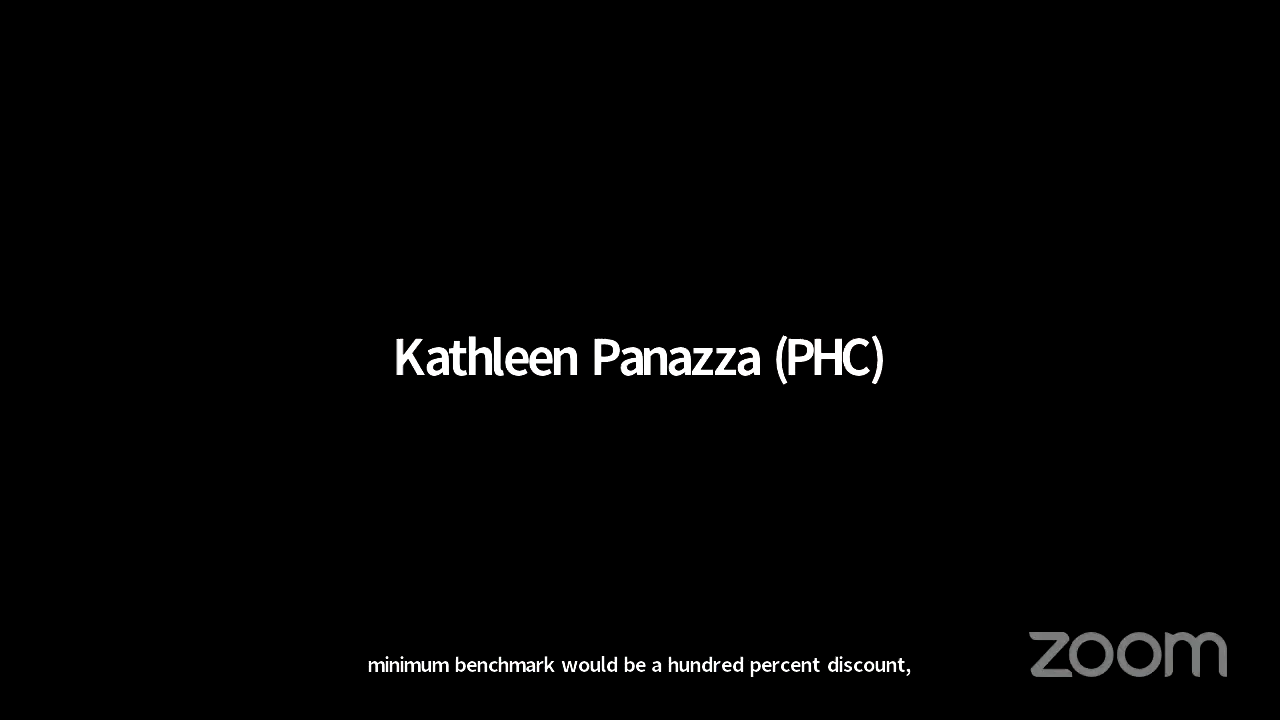 Kathleen Panazza (PHC)
minimum benchmark would be a hundred percent discount,
zoom